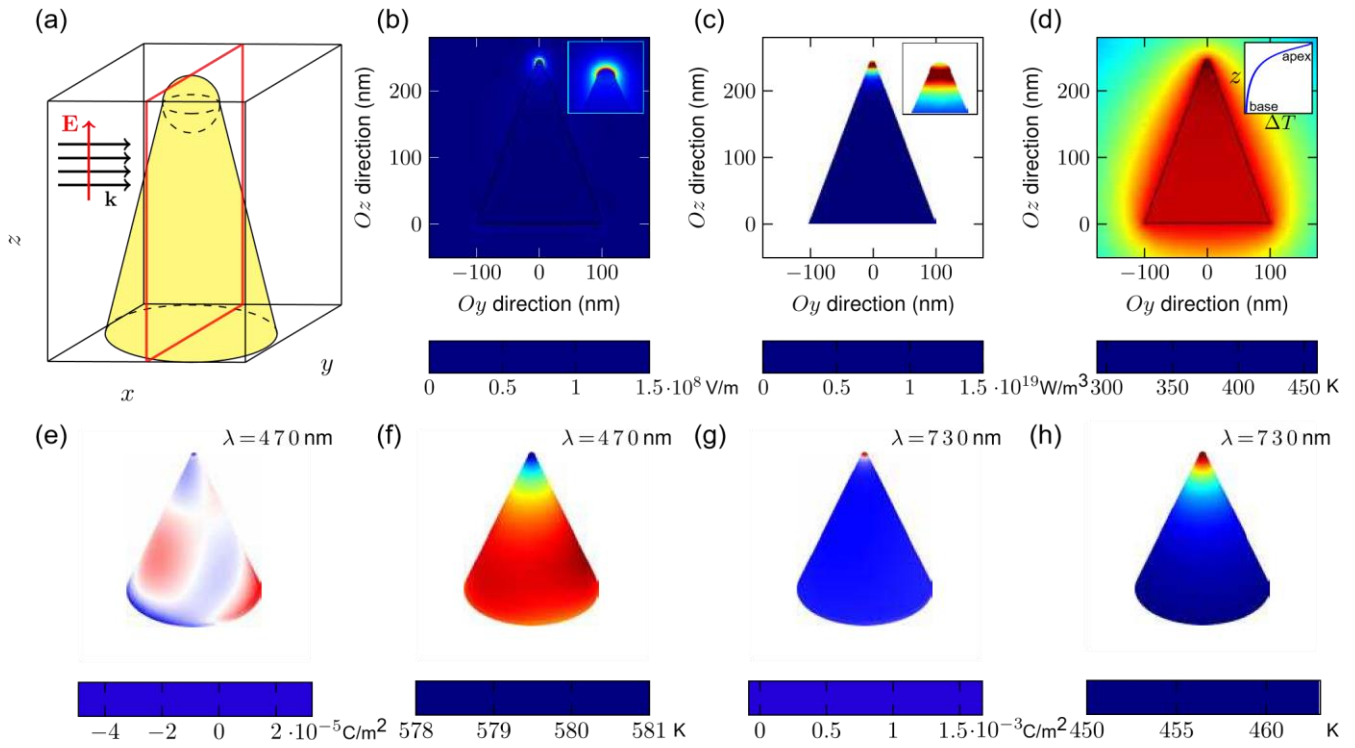 (a)
E
k
z
x
y
(b)
Oz direction (nm)
200
100
0
−100 0 100
Oy direction (nm)
0 0.5 1 1.5 ·10⁸ V/m
(c)
Oz direction (nm)
200
100
0
−100 0 100
Oy direction (nm)
0 0.5 1 1.5 ·10¹⁹W/m³
(d)
apex
z
base
ΔT
Oz direction (nm)
200
100
0
−100 0 100
Oy direction (nm)
300 350 400 450 K
(e)
λ=470 nm
−4 −2 0 2 ·10⁻⁵C/m²
(f)
λ=470 nm
578 579 580 581 K
(g)
λ=730 nm
0 0.5 1 1.5 ·10⁻³C/m²
(h)
λ=730 nm
450 455 460 K